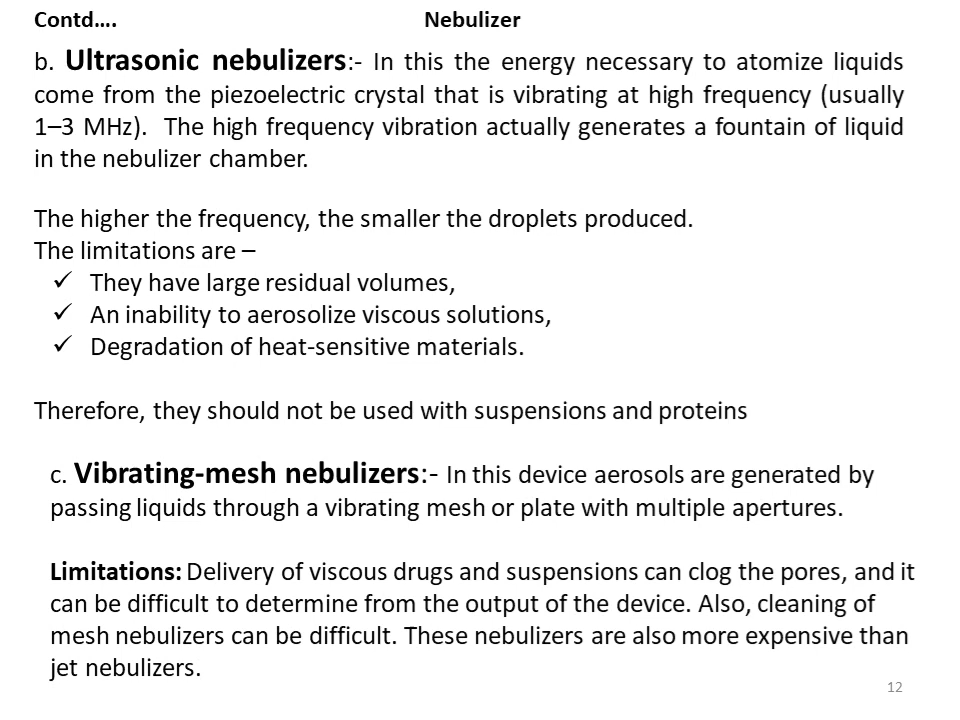 Contd…. Nebulizer
b. Ultrasonic nebulizers:- In this the energy necessary to atomize liquids
come from the piezoelectric crystal that is vibrating at high frequency (usually
1–3 MHz). The high frequency vibration actually generates a fountain of liquid
in the nebulizer chamber.
The higher the frequency, the smaller the droplets produced.
The limitations are –
✓ They have large residual volumes,
✓ An inability to aerosolize viscous solutions,
✓ Degradation of heat-sensitive materials.
Therefore, they should not be used with suspensions and proteins
c. Vibrating-mesh nebulizers:- In this device aerosols are generated by
passing liquids through a vibrating mesh or plate with multiple apertures.
Limitations: Delivery of viscous drugs and suspensions can clog the pores, and it
can be difficult to determine from the output of the device. Also, cleaning of
mesh nebulizers can be difficult. These nebulizers are also more expensive than
jet nebulizers.
12